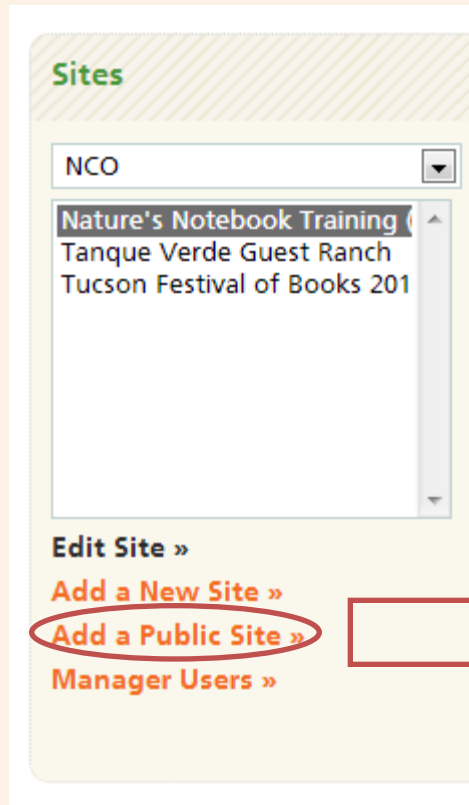 Sites
NCO
Nature's Notebook Training (
Tanque Verde Guest Ranch
Tucson Festival of Books 201
Edit Site »
Add a New Site »
Add a Public Site »
Manager Users »